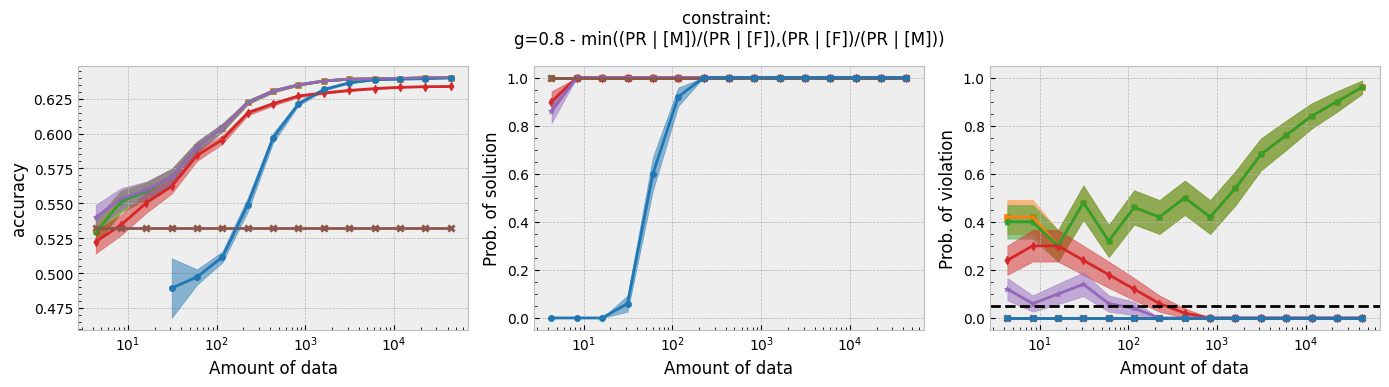 constraint:
g=0.8 - min((PR | [M])/(PR | [F]),(PR | [F])/(PR | [M]))
accuracy
0.625
0.600
0.575
0.550
0.525
0.500
0.475
10^1 10^2 10^3 10^4
Amount of data
Prob. of solution
1.0
0.8
0.6
0.4
0.2
0.0
10^1 10^2 10^3 10^4
Amount of data
Prob. of violation
1.0
0.8
0.6
0.4
0.2
0.0
10^1 10^2 10^3 10^4
Amount of data